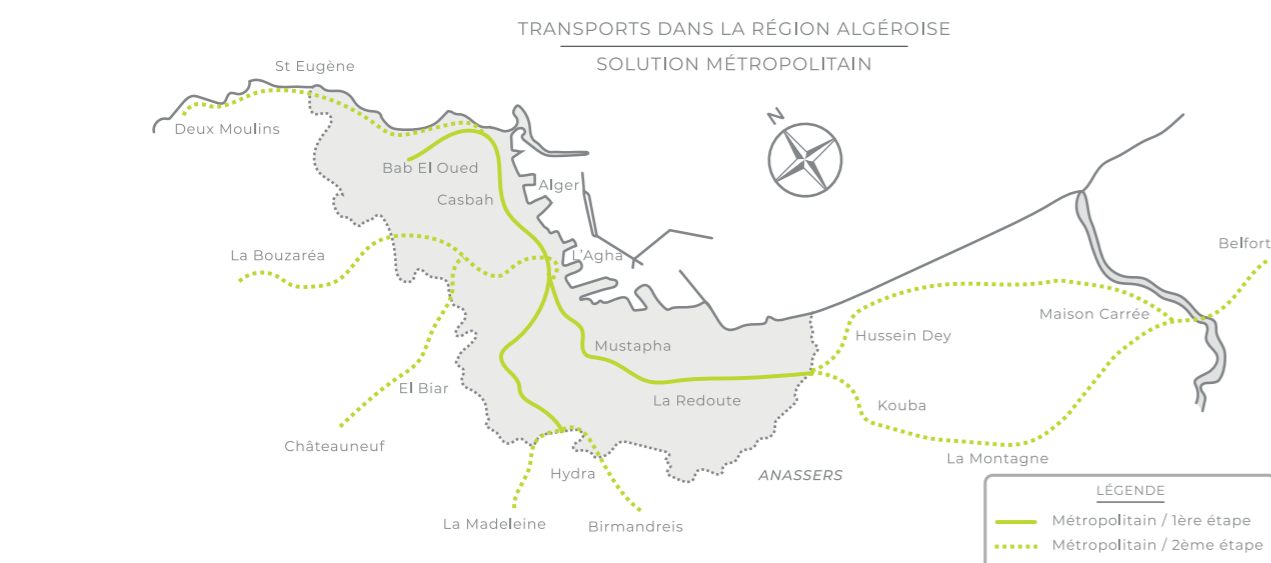 TRANSPORTS DANS LA RÉGION ALGÉROISE
SOLUTION MÉTROPOLITAIN
St Eugène
N
Deux Moulins
Bab El Oued
Alger
Casbah
La Bouzaréa
L'Agha
Belfort
Maison Carrée
Hussein Dey
Mustapha
El Biar
La Redoute
Kouba
Châteauneuf
La Montagne
Hydra
ANASSERS
La Madeleine
Birmandreis
LÉGENDE
Métropolitain / 1ère étape
Métropolitain / 2ème étape